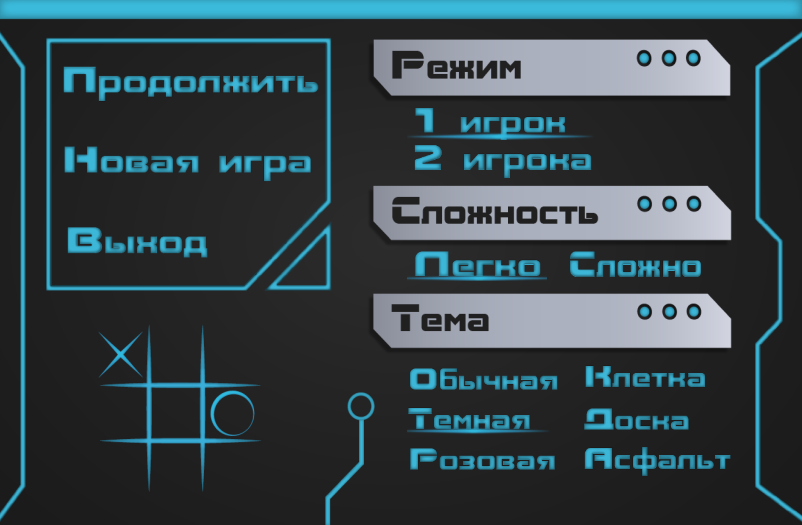 Продолжить
Новая игра
Выход
Режим
1 игрок
2 игрока
Сложность
Легко Сложно
Тема
Обычная Клетка
Темная Доска
Розовая Асфальт